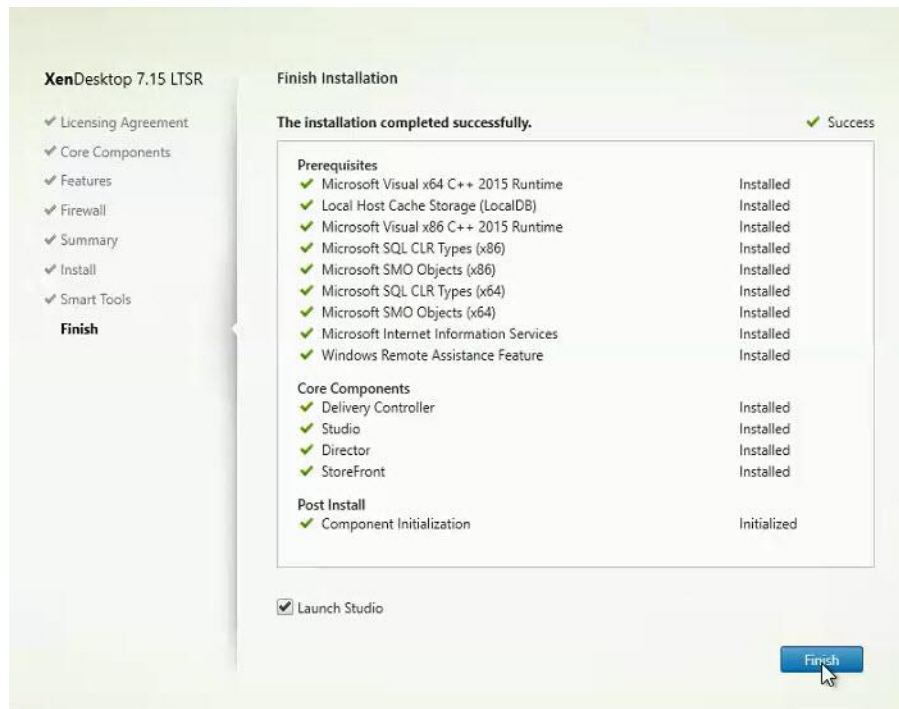 XenDesktop 7.15 LTSR
Licensing Agreement
Core Components
Features
Firewall
Summary
Install
Smart Tools
Finish
Finish Installation
The installation completed successfully. Success
Prerequisites
Microsoft Visual x64 C++ 2015 Runtime Installed
Local Host Cache Storage (LocalDB) Installed
Microsoft Visual x86 C++ 2015 Runtime Installed
Microsoft SQL CLR Types (x86) Installed
Microsoft SMO Objects (x86) Installed
Microsoft SQL CLR Types (x64) Installed
Microsoft SMO Objects (x64) Installed
Microsoft Internet Information Services Installed
Windows Remote Assistance Feature Installed
Core Components
Delivery Controller Installed
Studio Installed
Director Installed
StoreFront Installed
Post Install
Component Initialization Initialized
Launch Studio
Finish